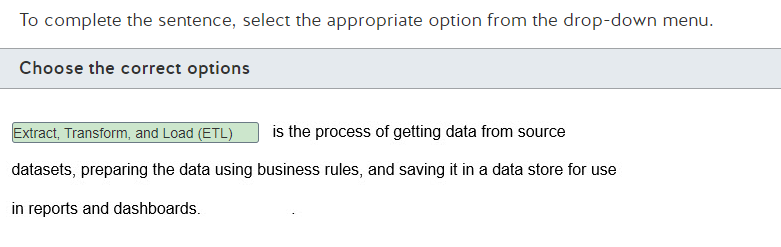 To complete the sentence, select the appropriate option from the drop-down menu.
Choose the correct options
Extract, Transform, and Load (ETL) is the process of getting data from source
datasets, preparing the data using business rules, and saving it in a data store for use
in reports and dashboards. .